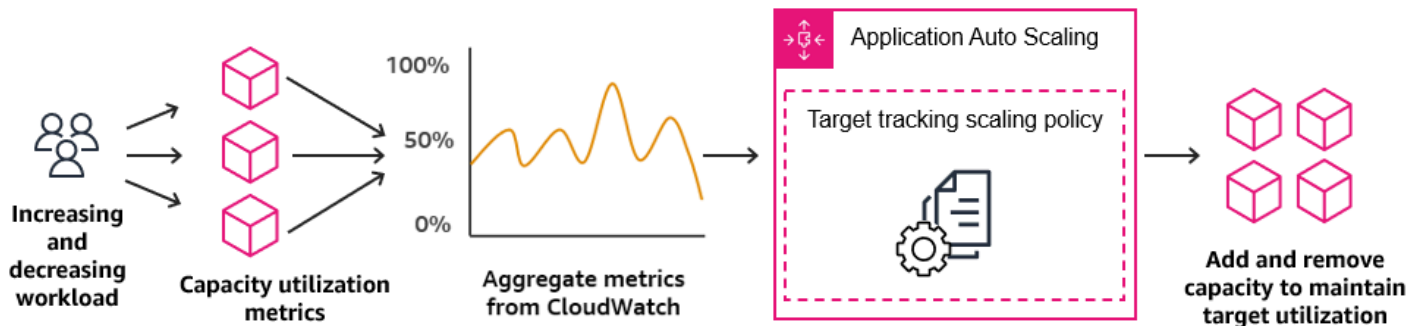 Increasing
and
decreasing
workload
Capacity utilization
metrics
100%
50%
0%
Aggregate metrics
from CloudWatch
Application Auto Scaling
Target tracking scaling policy
Add and remove
capacity to maintain
target utilization